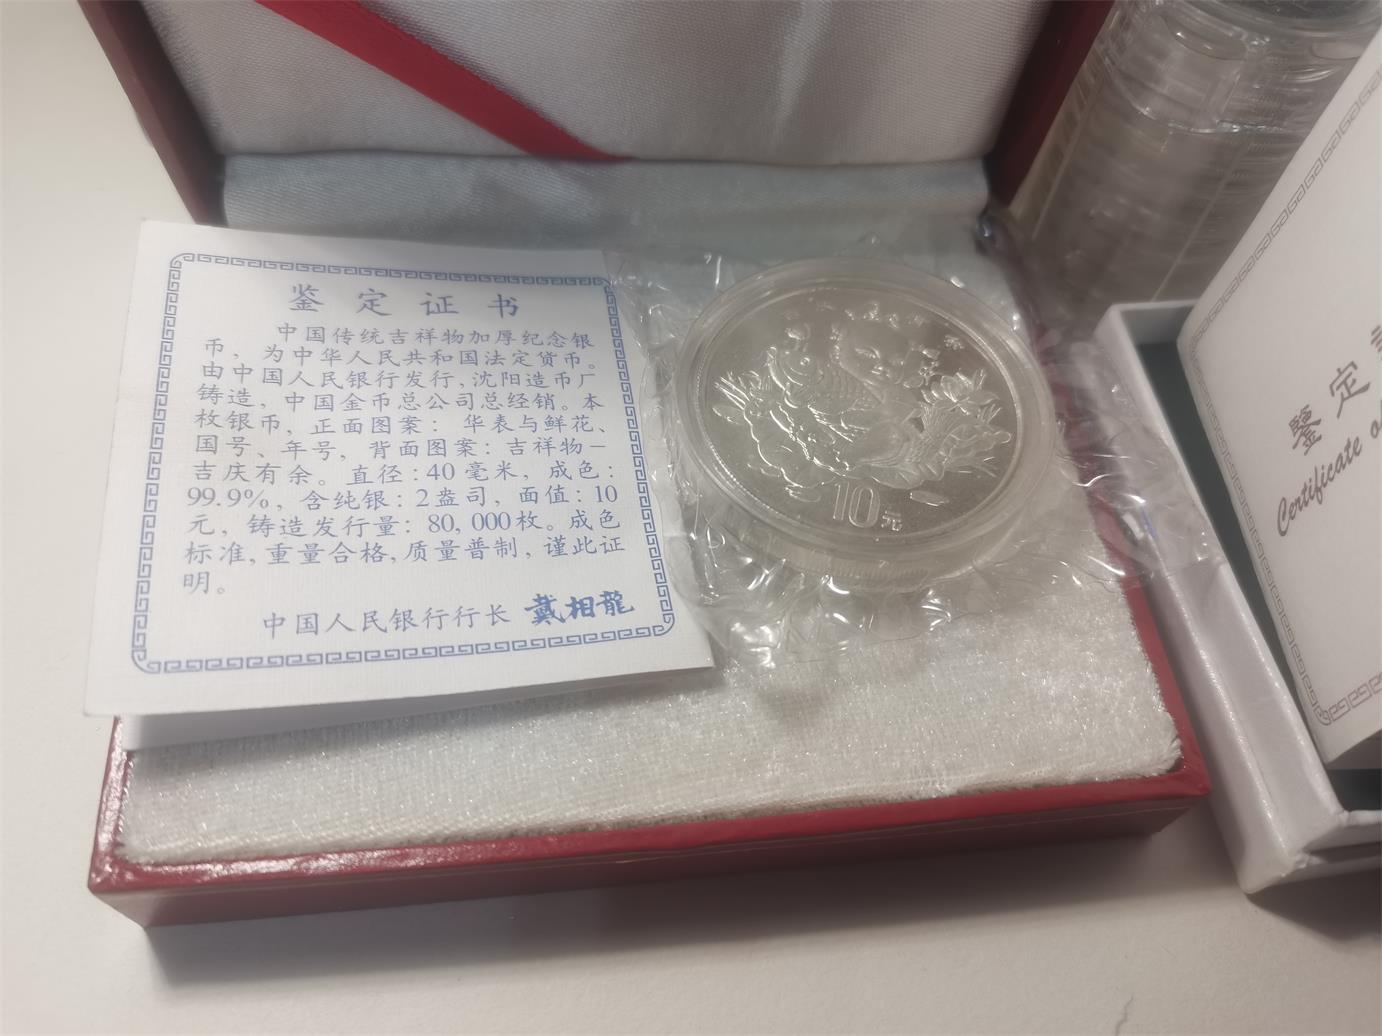 鉴定证书
中国传统吉祥物加厚纪念银
币，为中华人民共和国法定货币。
由中国人民银行发行,沈阳造币厂
铸造，中国金币总公司总经销。本
枚银币，正面图案：华表与鲜花、
国号、年号，背面图案：吉祥物－
吉庆有余。直径:40毫米，成色:
99.9%，含纯银：2盎司，面值：10
元，铸造发行量：80,000枚。成色
标准,重量合格,质量普制，谨此证
明。
中国人民银行行长 戴相龍
10元
鑒定
Certificate of